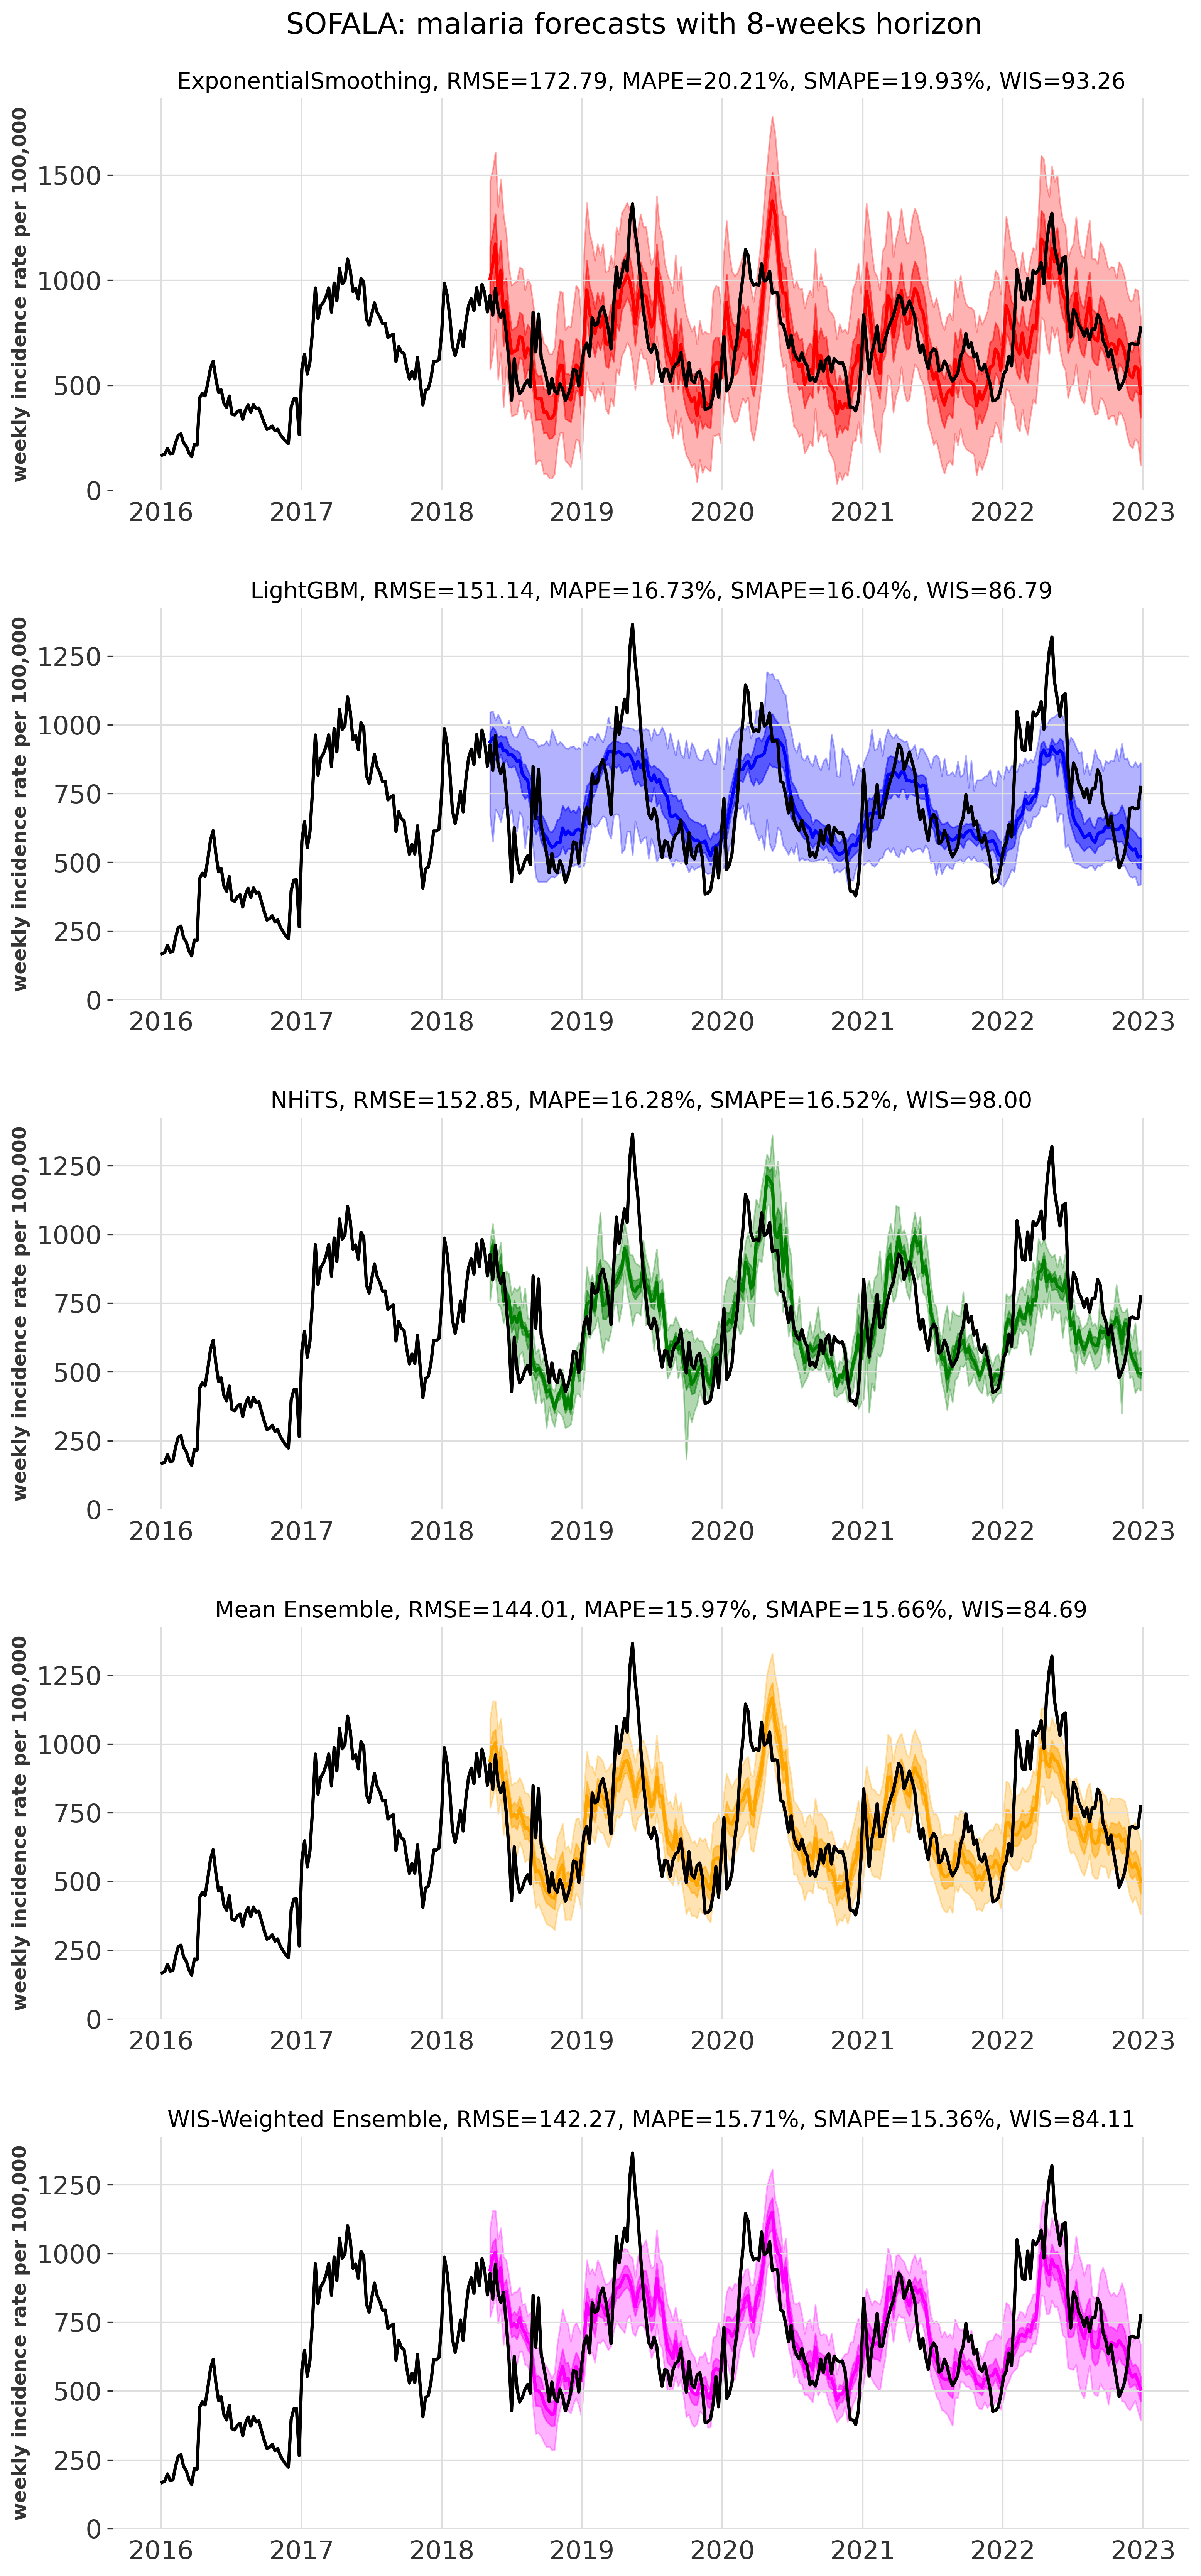 SOFALA: malaria forecasts with 8-weeks horizon
ExponentialSmoothing, RMSE=172.79, MAPE=20.21%, SMAPE=19.93%, WIS=93.26
weekly incidence rate per 100,000
1500
1000
500
0
2016 2017 2018 2019 2020 2021 2022 2023
LightGBM, RMSE=151.14, MAPE=16.73%, SMAPE=16.04%, WIS=86.79
weekly incidence rate per 100,000
1250
1000
750
500
250
0
2016 2017 2018 2019 2020 2021 2022 2023
NHiTS, RMSE=152.85, MAPE=16.28%, SMAPE=16.52%, WIS=98.00
weekly incidence rate per 100,000
1250
1000
750
500
250
0
2016 2017 2018 2019 2020 2021 2022 2023
Mean Ensemble, RMSE=144.01, MAPE=15.97%, SMAPE=15.66%, WIS=84.69
weekly incidence rate per 100,000
1250
1000
750
500
250
0
2016 2017 2018 2019 2020 2021 2022 2023
WIS-Weighted Ensemble, RMSE=142.27, MAPE=15.71%, SMAPE=15.36%, WIS=84.11
weekly incidence rate per 100,000
1250
1000
750
500
250
0
2016 2017 2018 2019 2020 2021 2022 2023